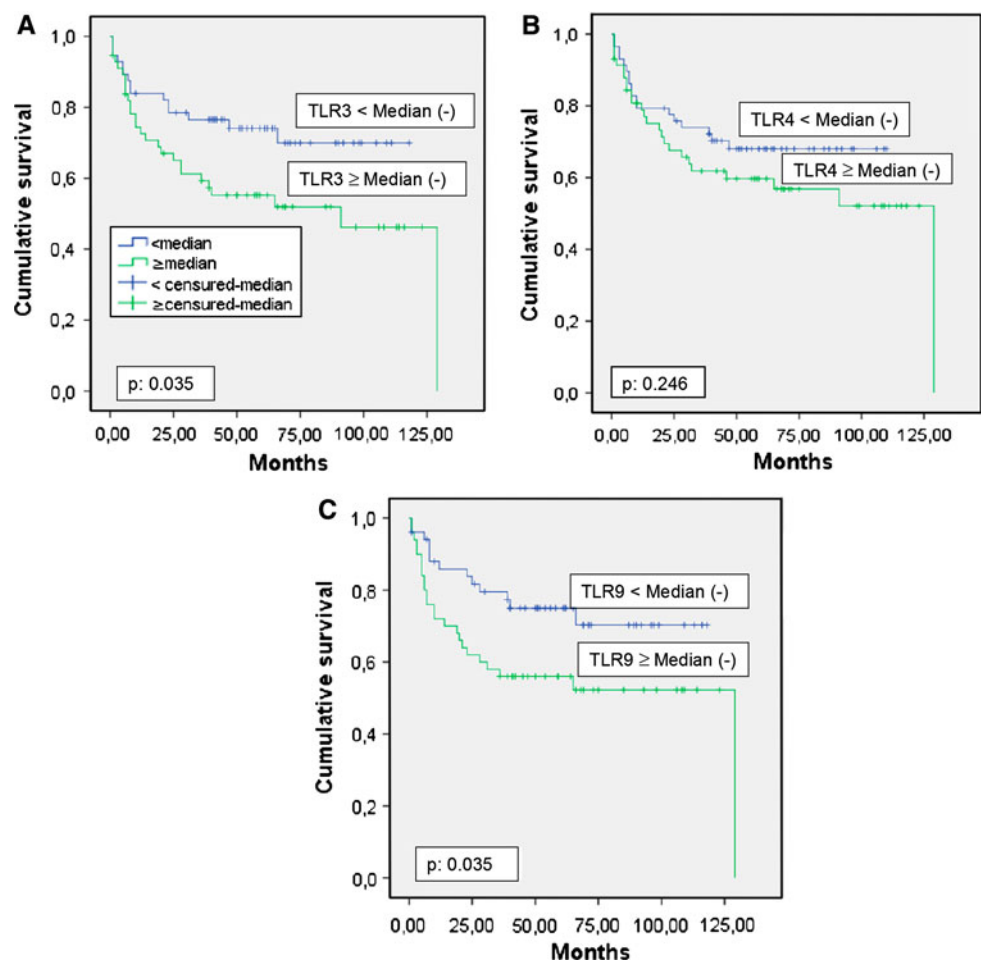 A
1,0
0,8
0,6
0,4
0,2
0,0
Cumulative survival
TLR3 < Median (-)
TLR3 ≥ Median (-)
<median
≥median
< censured-median
≥censured-median
p: 0.035
0,00 25,00 50,00 75,00 100,00 125,00
Months
B
1,0
0,8
0,6
0,4
0,2
0,0
Cumulative survival
TLR4 < Median (-)
TLR4 ≥ Median (-)
p: 0.246
0,00 25,00 50,00 75,00 100,00 125,00
Months
C
1,0
0,8
0,6
0,4
0,2
0,0
Cumulative survival
TLR9 < Median (-)
TLR9 ≥ Median (-)
p: 0.035
0,00 25,00 50,00 75,00 100,00 125,00
Months